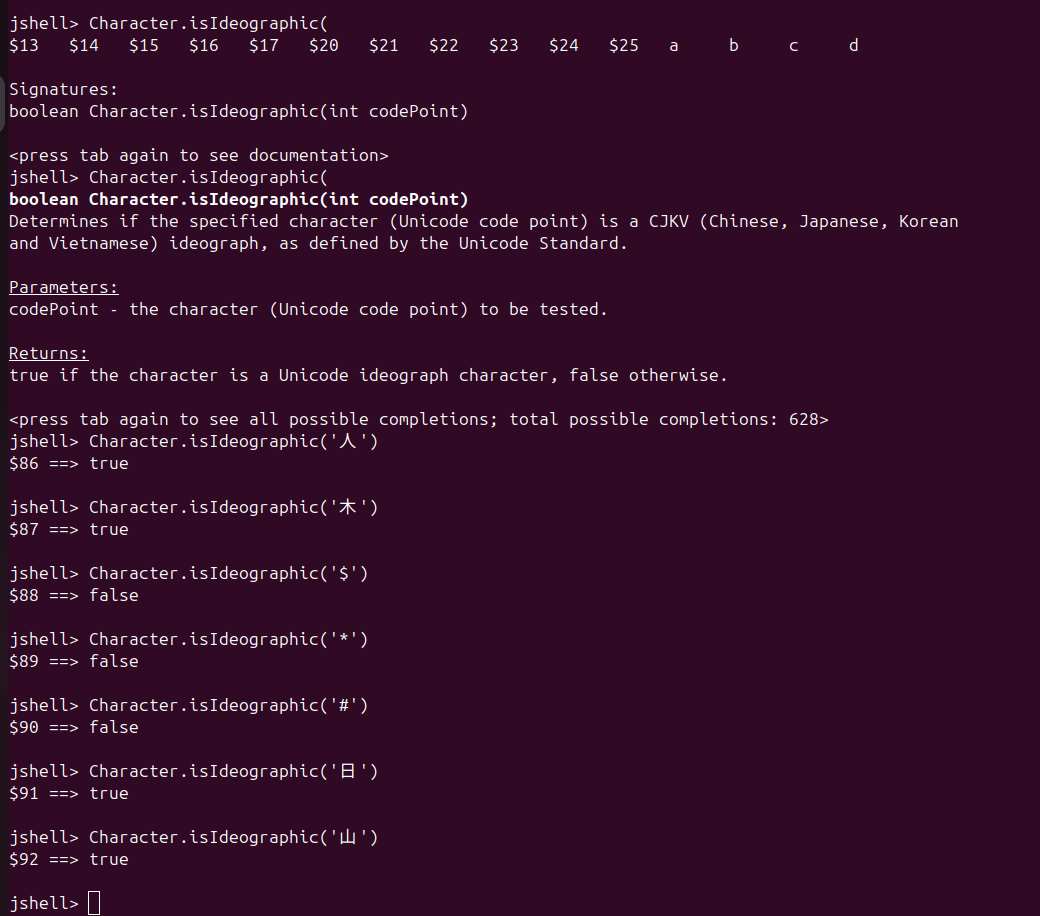 jshell> Character.isIdeographic(
$13 $14 $15 $16 $17 $20 $21 $22 $23 $24 $25 a b c d
Signatures:
boolean Character.isIdeographic(int codePoint)
<press tab again to see documentation>
jshell> Character.isIdeographic(
boolean Character.isIdeographic(int codePoint)
Determines if the specified character (Unicode code point) is a CJKV (Chinese, Japanese, Korean
and Vietnamese) ideograph, as defined by the Unicode Standard.
Parameters:
codePoint - the character (Unicode code point) to be tested.
Returns:
true if the character is a Unicode ideograph character, false otherwise.
<press tab again to see all possible completions; total possible completions: 628>
jshell> Character.isIdeographic('人')
$86 ==> true
jshell> Character.isIdeographic('木')
$87 ==> true
jshell> Character.isIdeographic('$')
$88 ==> false
jshell> Character.isIdeographic('*')
$89 ==> false
jshell> Character.isIdeographic('#')
$90 ==> false
jshell> Character.isIdeographic('日')
$91 ==> true
jshell> Character.isIdeographic('山')
$92 ==> true
jshell>